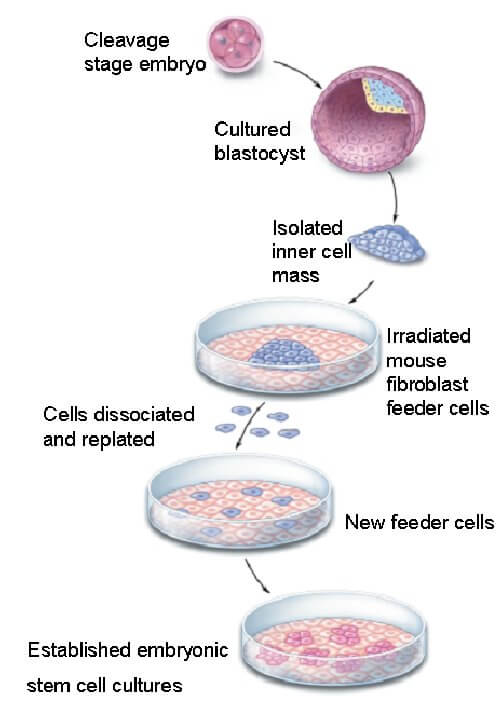 Cleavage
stage embryo
Cultured
blastocyst
Isolated
inner cell
mass
Irradiated
mouse
fibroblast
feeder cells
Cells dissociated
and replated
New feeder cells
Established embryonic
stem cell cultures